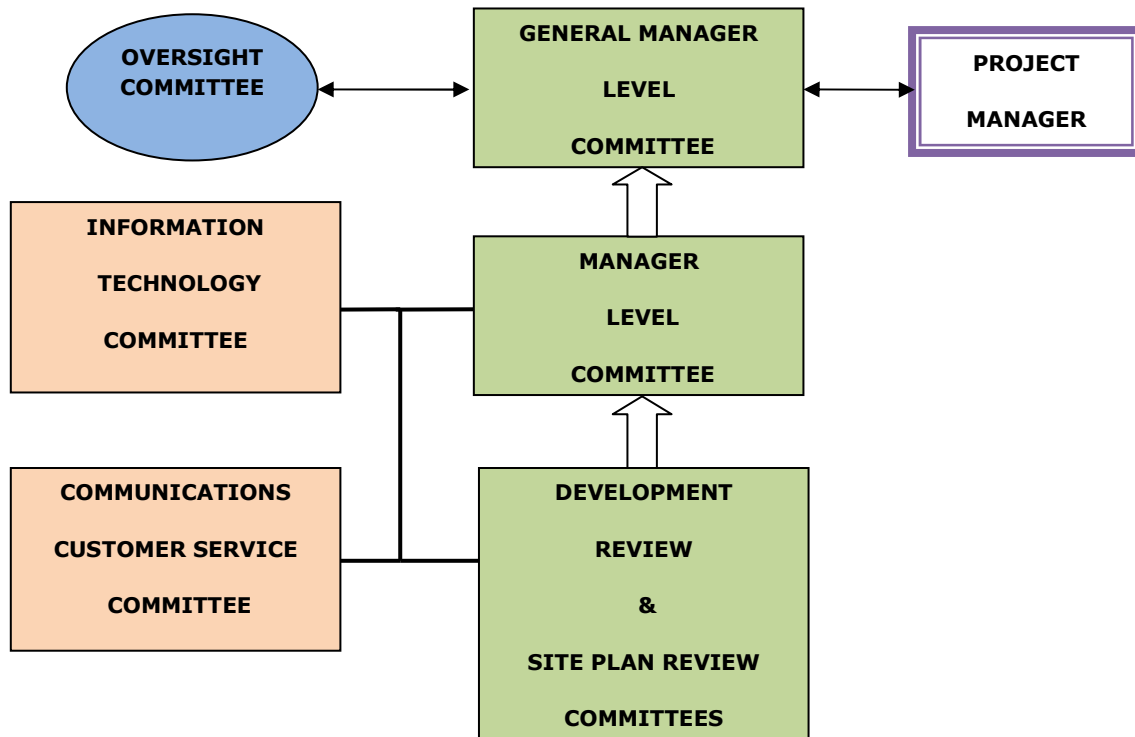 OVERSIGHT
COMMITTEE
GENERAL MANAGER
LEVEL
COMMITTEE
PROJECT
MANAGER
INFORMATION
TECHNOLOGY
COMMITTEE
MANAGER
LEVEL
COMMITTEE
COMMUNICATIONS
CUSTOMER SERVICE
COMMITTEE
DEVELOPMENT
REVIEW
&
SITE PLAN REVIEW
COMMITTEES